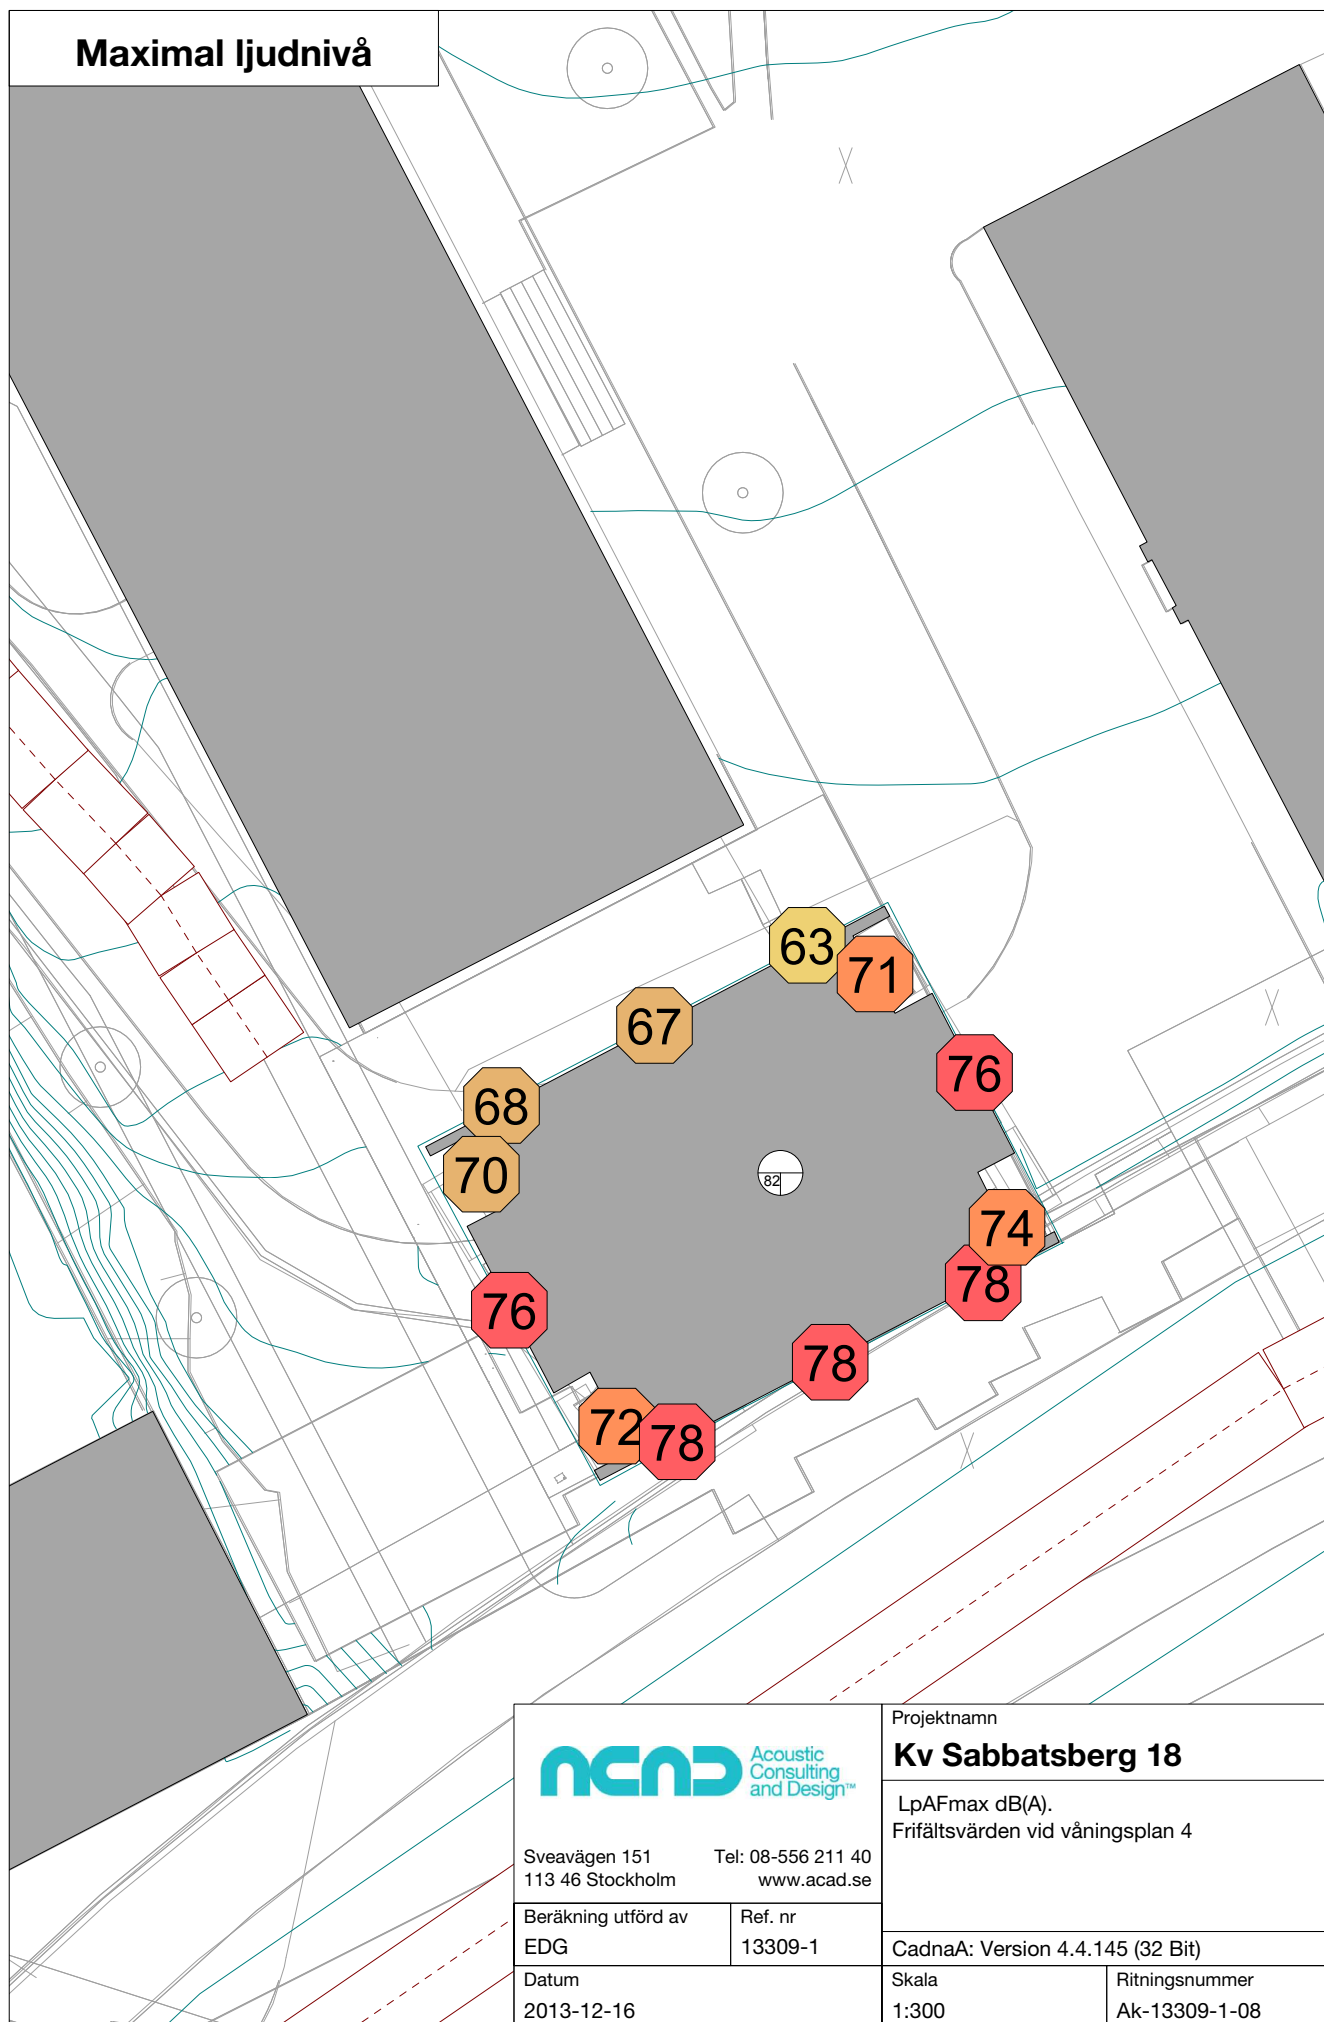 Maximal ljudnivå
63
71
67
76
68
70
82
74
78
76
78
72
78
ACAD
Acoustic
Consulting
and Design™
Sveavägen 151 Tel: 08-556 211 40
113 46 Stockholm www.acad.se
Beräkning utförd av
EDG
Ref. nr
13309-1
Datum
2013-12-16
Projektnamn
Kv Sabbatsberg 18
LpAFmax dB(A).
Frifältsvärden vid våningsplan 4
CadnaA: Version 4.4.145 (32 Bit)
Skala
1:300
Ritningsnummer
Ak-13309-1-08